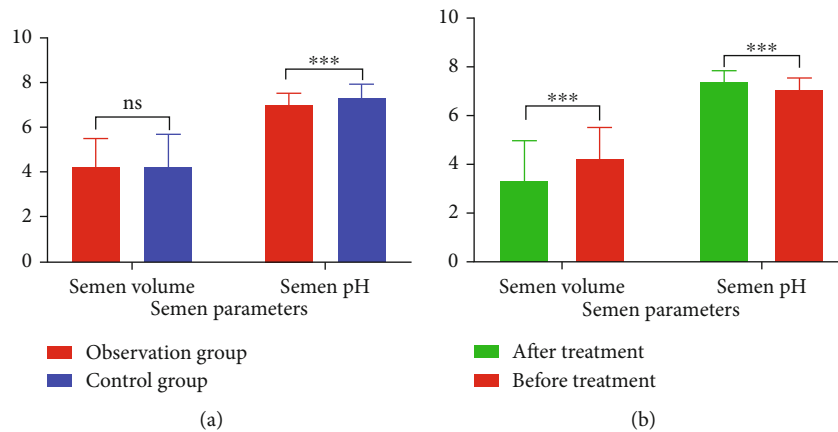 10
8
6
4
2
0
ns
***
Semen volume
Semen pH
Semen parameters
Observation group
Control group
(a)
10
8
6
4
2
0
***
***
Semen volume
Semen pH
Semen parameters
After treatment
Before treatment
(b)